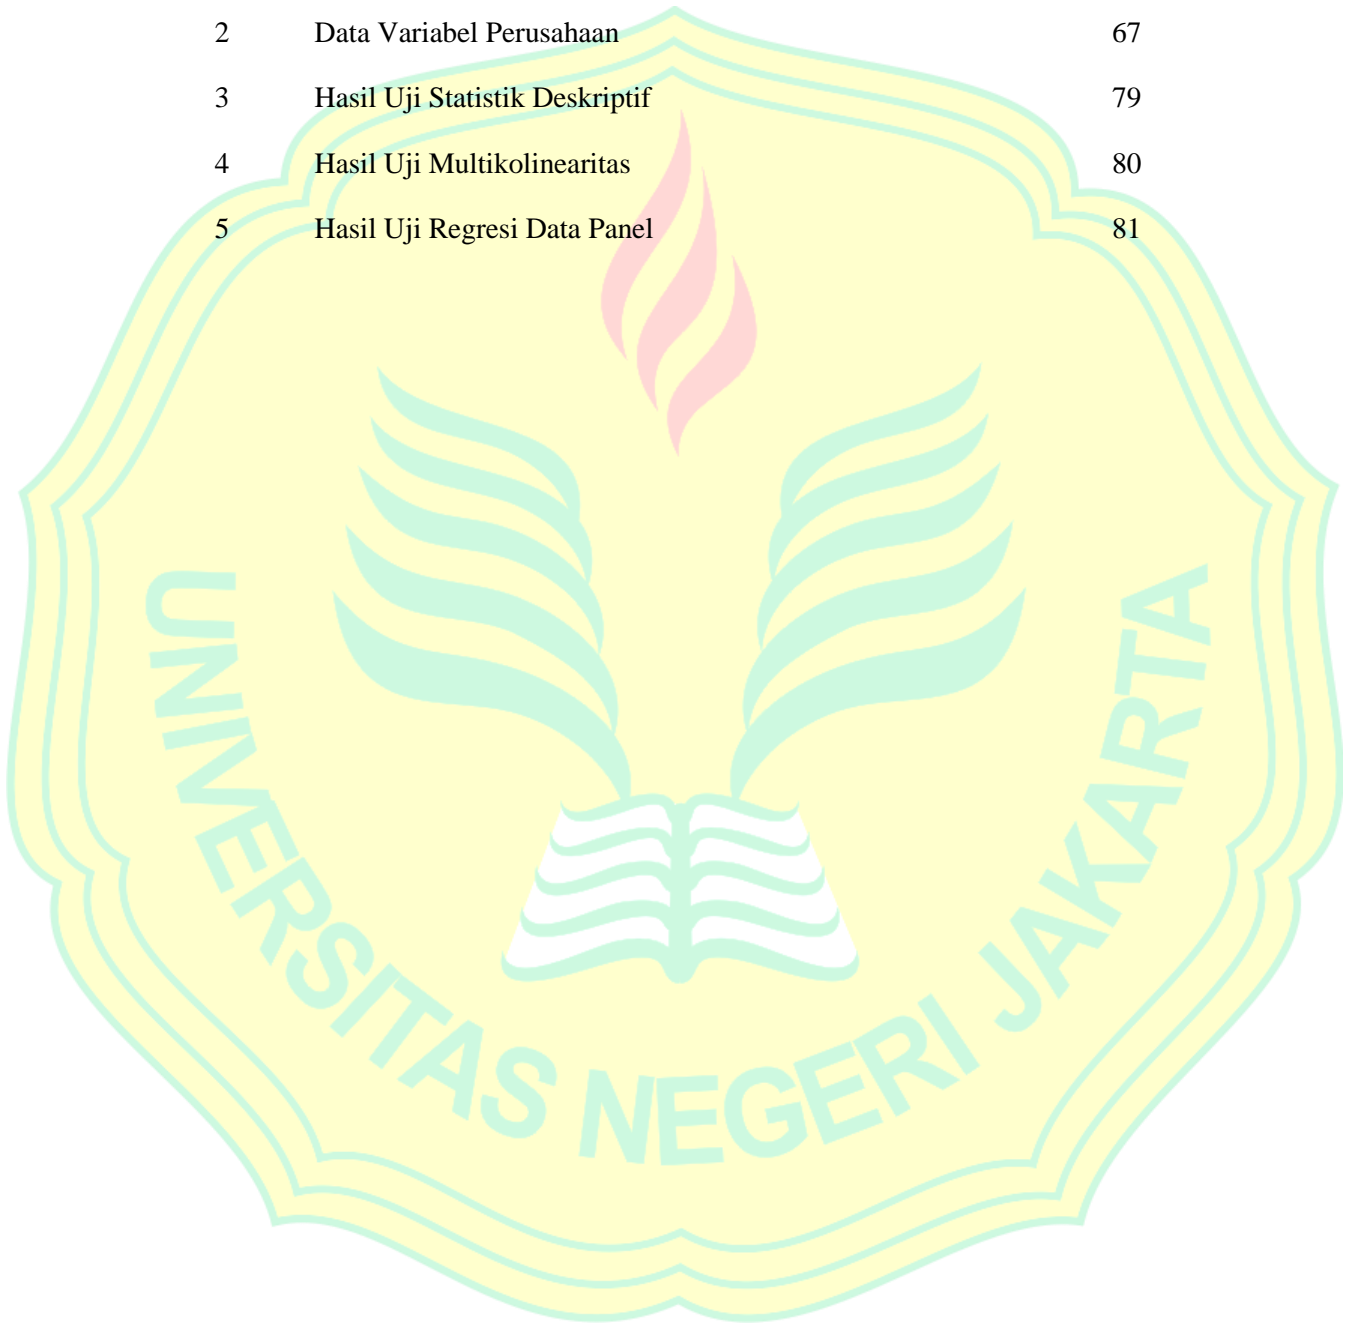 2 Data Variabel Perusahaan 67
3 Hasil Uji Statistik Deskriptif 79
4 Hasil Uji Multikolinearitas 80
5 Hasil Uji Regresi Data Panel 81
UNIVERSITAS NEGERI JAKARTA